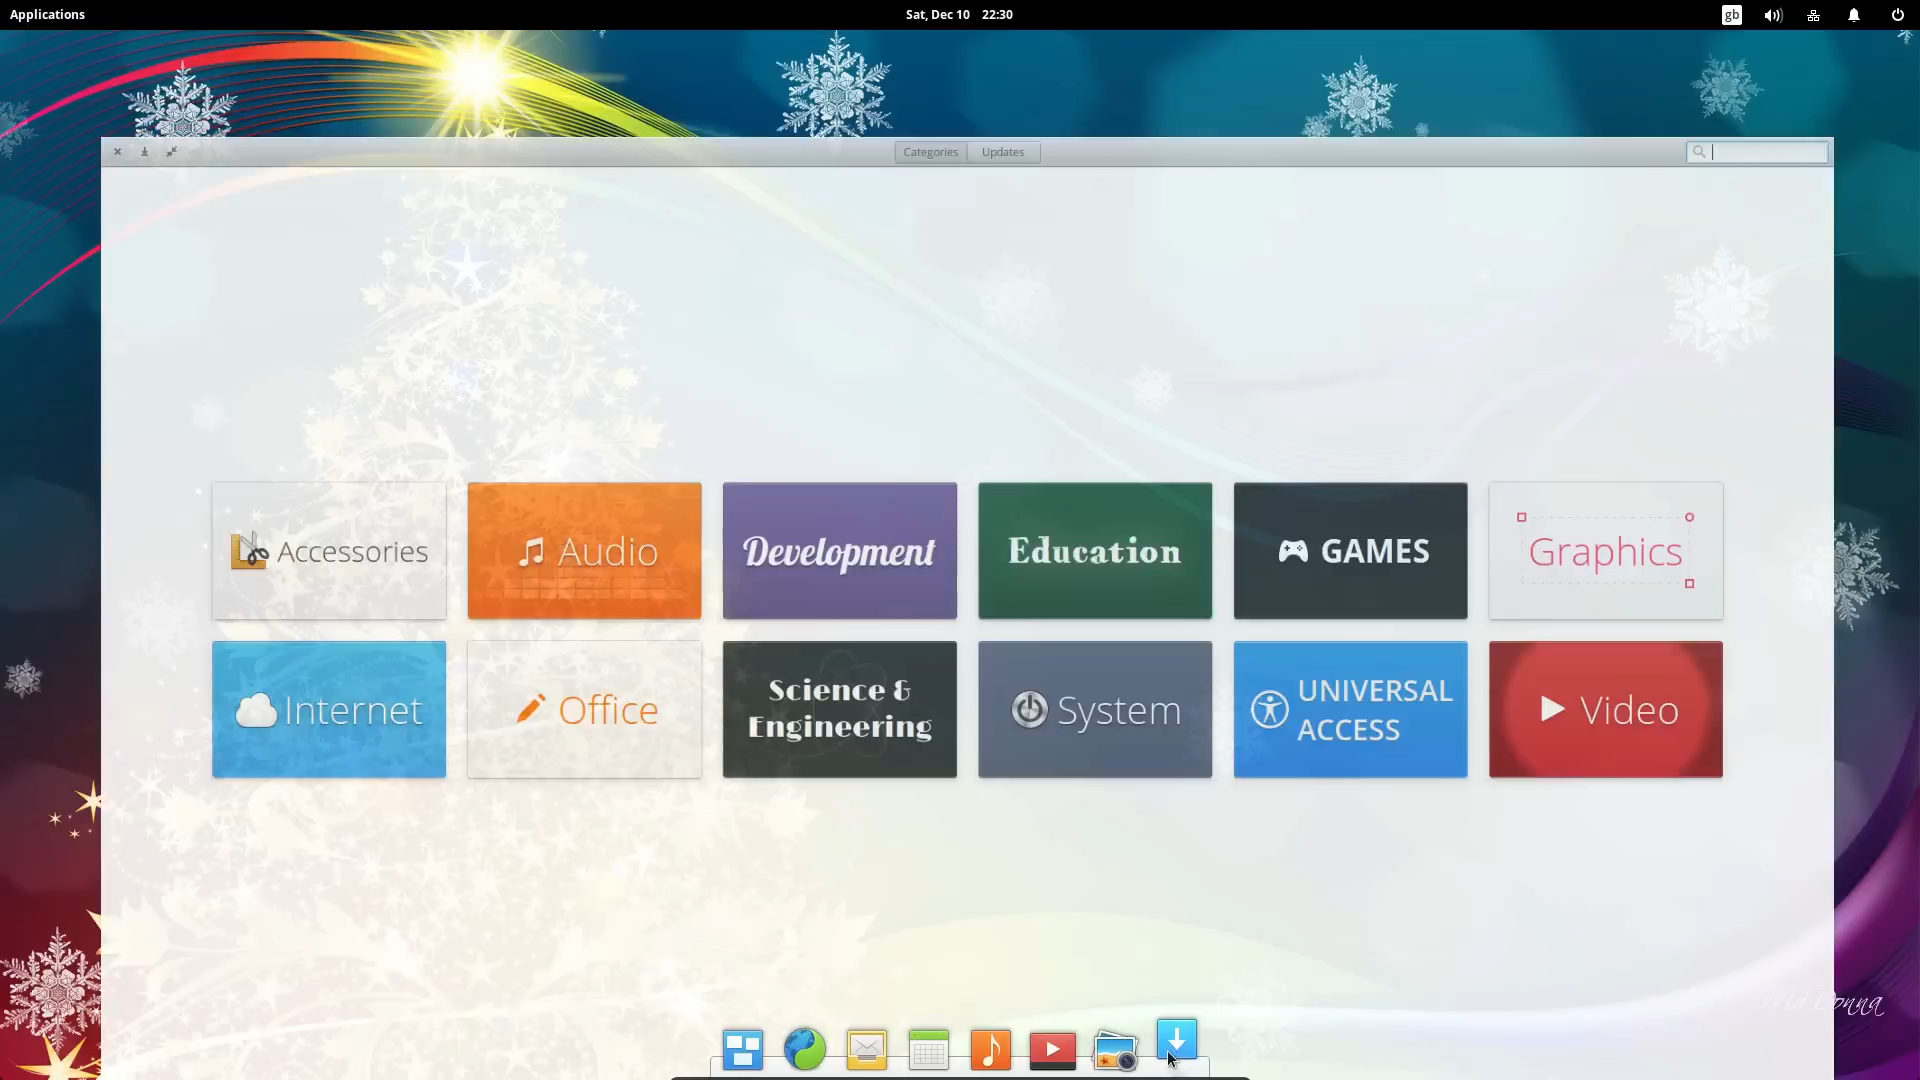 Applications
Sat, Dec 10 22:30
gb
Categories
Updates
Accessories
Audio
Development
Education
GAMES
Graphics
Internet
Office
Science &
Engineering
System
UNIVERSAL
ACCESS
Video
Donna